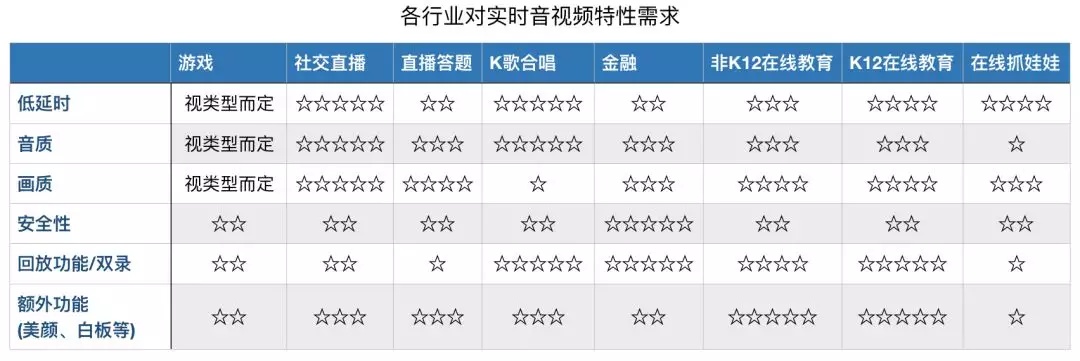 各行业对实时音视频特性需求
游戏 社交直播 直播答题 K歌合唱 金融 非K12在线教育 K12在线教育 在线抓娃娃
低延时 视类型而定 ☆☆☆☆☆ ☆☆ ☆☆☆☆☆ ☆☆ ☆☆☆ ☆☆☆☆ ☆☆☆☆
音质 视类型而定 ☆☆☆☆☆ ☆☆☆ ☆☆☆☆☆ ☆☆☆ ☆☆☆ ☆☆☆ ☆
画质 视类型而定 ☆☆☆☆☆ ☆☆☆☆ ☆ ☆☆☆ ☆☆☆☆ ☆☆☆☆ ☆☆☆
安全性 ☆☆ ☆☆ ☆☆ ☆☆ ☆☆☆☆☆ ☆☆ ☆☆ ☆☆
回放功能/双录 ☆☆ ☆☆ ☆ ☆☆☆☆☆ ☆☆☆☆☆ ☆☆☆☆ ☆☆☆☆☆ ☆
额外功能
(美颜、白板等) ☆☆ ☆☆☆ ☆☆☆ ☆☆☆ ☆☆ ☆☆☆☆☆ ☆☆☆☆☆ ☆